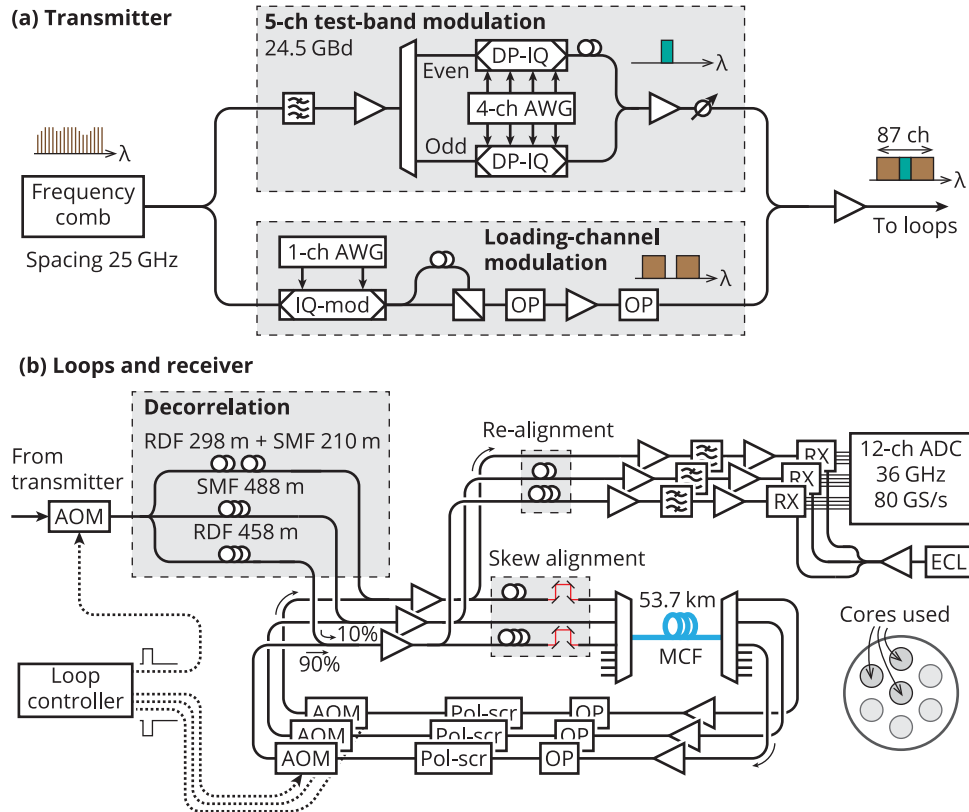 (a) Transmitter
5-ch test-band modulation
24.5 GBd
DP-IQ
Even
λ
4-ch AWG
Odd
DP-IQ
λ
Frequency
comb
Spacing 25 GHz
87 ch
λ
To loops
1-ch AWG
Loading-channel
modulation
IQ-mod
OP
OP
λ
(b) Loops and receiver
Decorrelation
RDF 298 m + SMF 210 m
SMF 488 m
RDF 458 m
From
transmitter
AOM
Re-alignment
RX
RX
RX
12-ch ADC
36 GHz
80 GS/s
ECL
Skew alignment
10%
90%
53.7 km
MCF
Cores used
Loop
controller
AOM
Pol-scr
OP
AOM
Pol-scr
OP
AOM
Pol-scr
OP